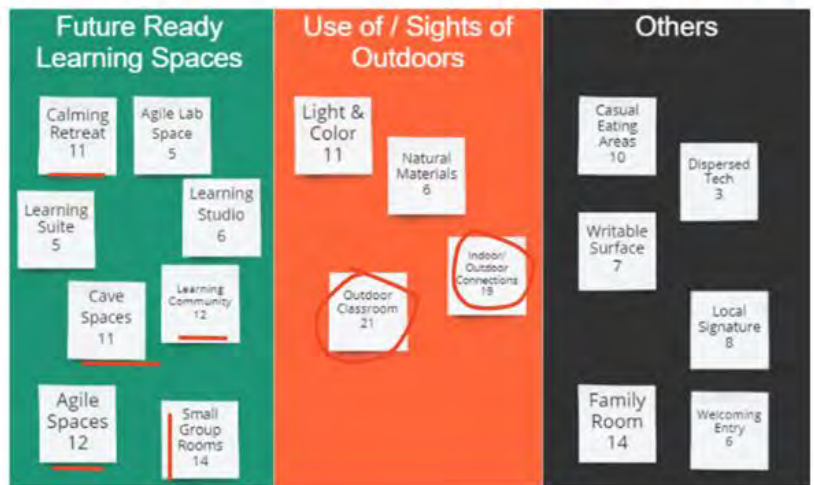 Future Ready
Learning Spaces
Calming
Retreat
11
Agile Lab
Space
5
Learning
Suite
5
Learning
Studio
6
Cave
Spaces
11
Learning
Community
12
Agile
Spaces
12
Small
Group
Rooms
14
Use of / Sights of
Outdoors
Light &
Color
11
Natural
Materials
6
Indoor/
Outdoor
Connections
19
Outdoor
Classroom
21
Others
Casual
Eating
Areas
10
Dispersed
Tech
3
Writable
Surface
7
Local
Signature
8
Family
Room
14
Welcoming
Entry
6